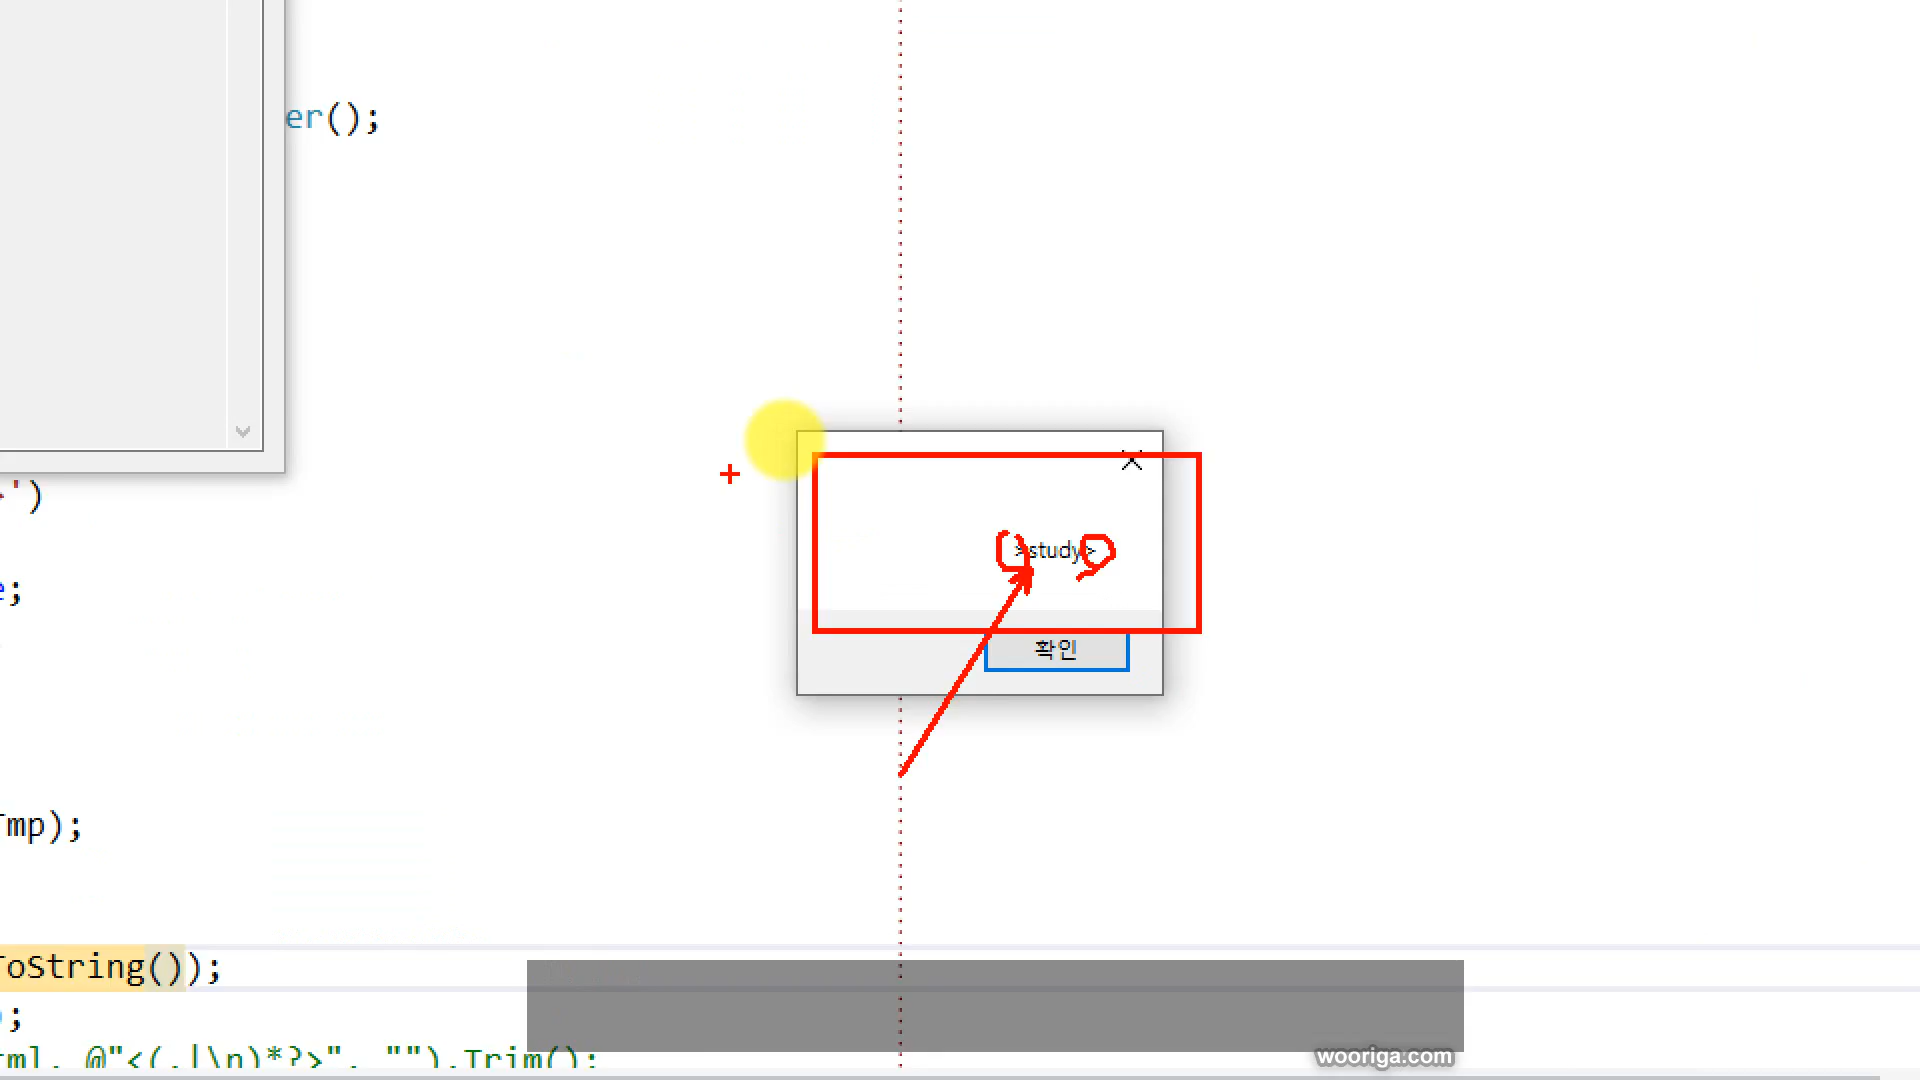 er();
')
;
>study>
확인
mp);
oString());
;
ml, @"<(.|\n)*?>", "").Trim();
wooriga.com